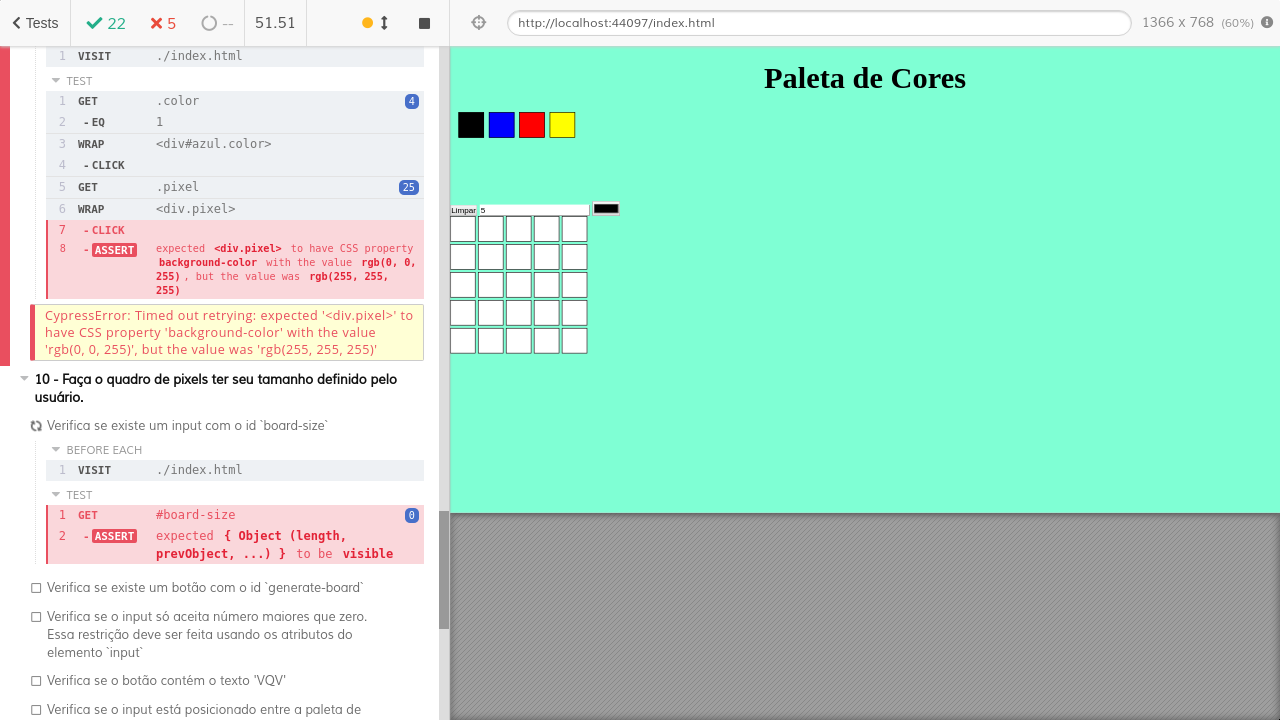 Tests 22 5 -- 51.51
http://localhost:44097/index.html 1366 x 768 (60%)
1 VISIT ./index.html
TEST
1 GET .color 4
2 - EQ 1
3 WRAP <div#azul.color>
4 - CLICK
5 GET .pixel 25
6 WRAP <div.pixel>
7 - CLICK
8 - ASSERT expected <div.pixel> to have CSS property
background-color with the value rgb(0, 0,
255) , but the value was rgb(255, 255,
255)
CypressError: Timed out retrying: expected '<div.pixel>' to
have CSS property 'background-color' with the value
'rgb(0, 0, 255)', but the value was 'rgb(255, 255, 255)'
10 - Faça o quadro de pixels ter seu tamanho definido pelo
usuário.
Verifica se existe um input com o id `board-size`
BEFORE EACH
1 VISIT ./index.html
TEST
1 GET #board-size 0
2 - ASSERT expected { Object (length,
prevObject, ...) } to be visible
Verifica se existe um botão com o id `generate-board`
Verifica se o input só aceita número maiores que zero.
Essa restrição deve ser feita usando os atributos do
elemento `input`
Verifica se o botão contém o texto 'VQV'
Verifica se o input está posicionado entre a paleta de
Paleta de Cores
Limpar 5